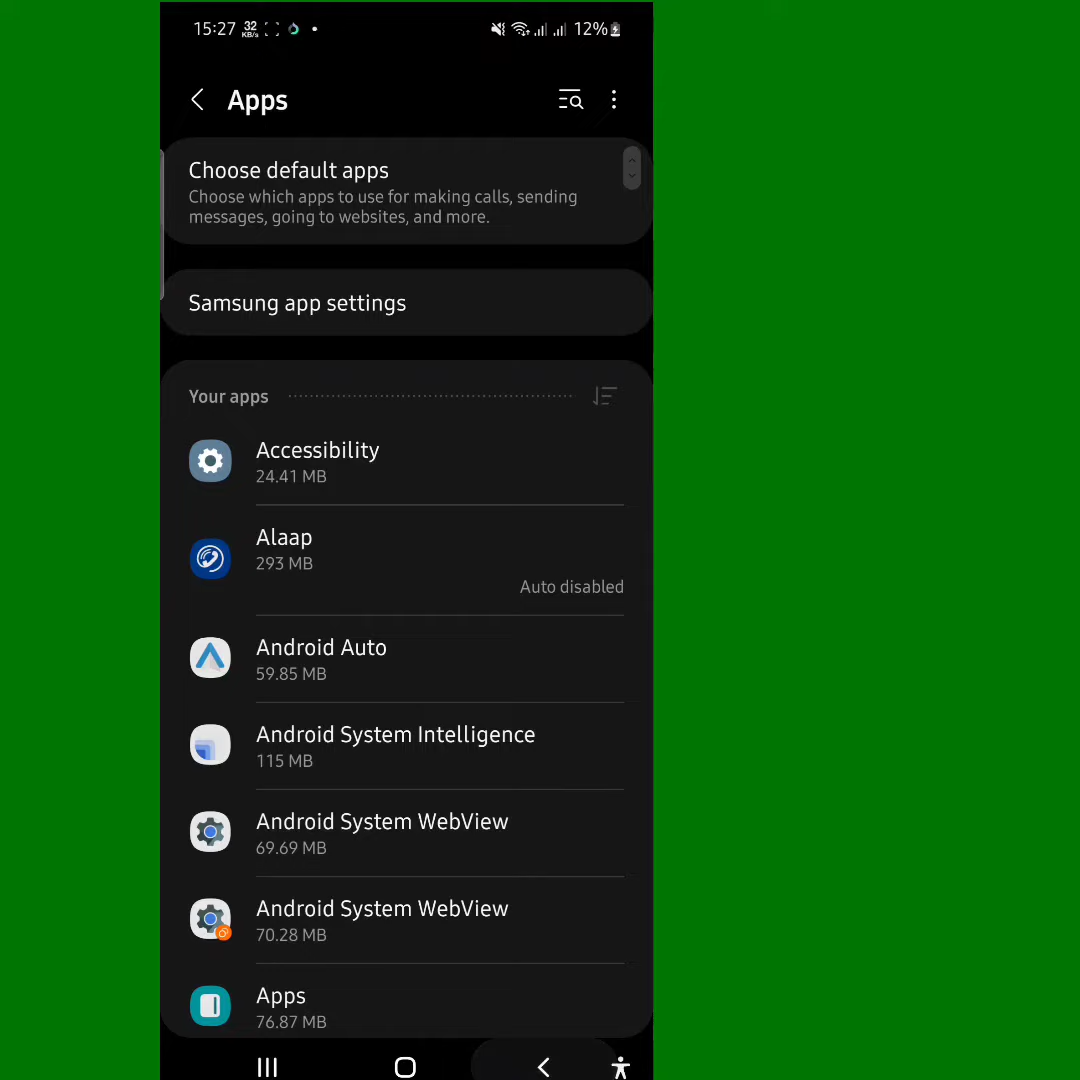 15:27 32 KB/s 12%
Apps
Choose default apps
Choose which apps to use for making calls, sending
messages, going to websites, and more.
Samsung app settings
Your apps
Accessibility
24.41 MB
Alaap
293 MB
Auto disabled
Android Auto
59.85 MB
Android System Intelligence
115 MB
Android System WebView
69.69 MB
Android System WebView
70.28 MB
Apps
76.87 MB